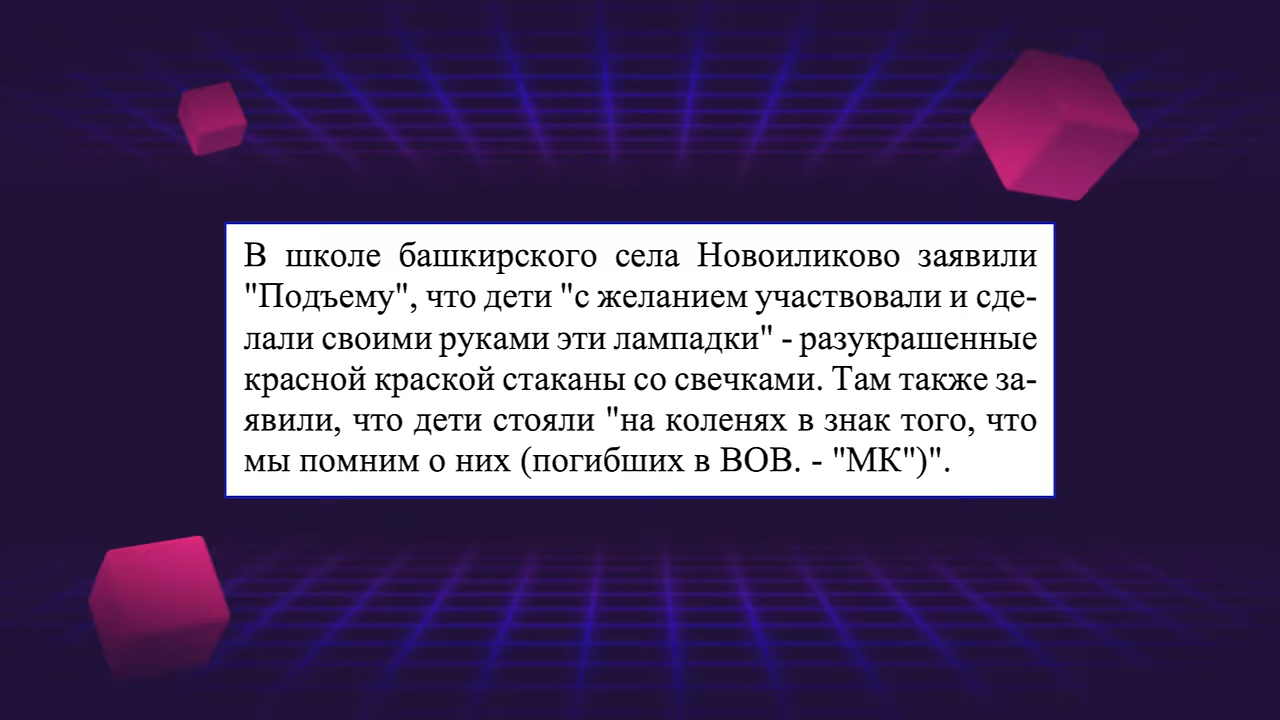 В школе башкирского села Новоиликово заявили
"Подъему", что дети "с желанием участвовали и сде-
лали своими руками эти лампадки" - разукрашенные
красной краской стаканы со свечками. Там также за-
явили, что дети стояли "на коленях в знак того, что
мы помним о них (погибших в ВОВ. - "МК")".